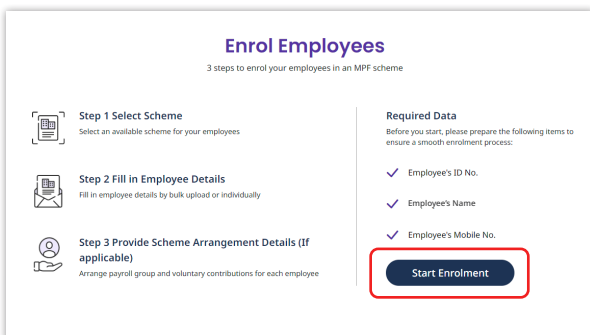 Enrol Employees
3 steps to enrol your employees in an MPF scheme
Step 1 Select Scheme
Select an available scheme for your employees
Step 2 Fill in Employee Details
Fill in employee details by bulk upload or individually
Step 3 Provide Scheme Arrangement Details (If
applicable)
Arrange payroll group and voluntary contributions for each employee
Required Data
Before you start, please prepare the following items to
ensure a smooth enrolment process:
Employee's ID No.
Employee's Name
Employee's Mobile No.
Start Enrolment